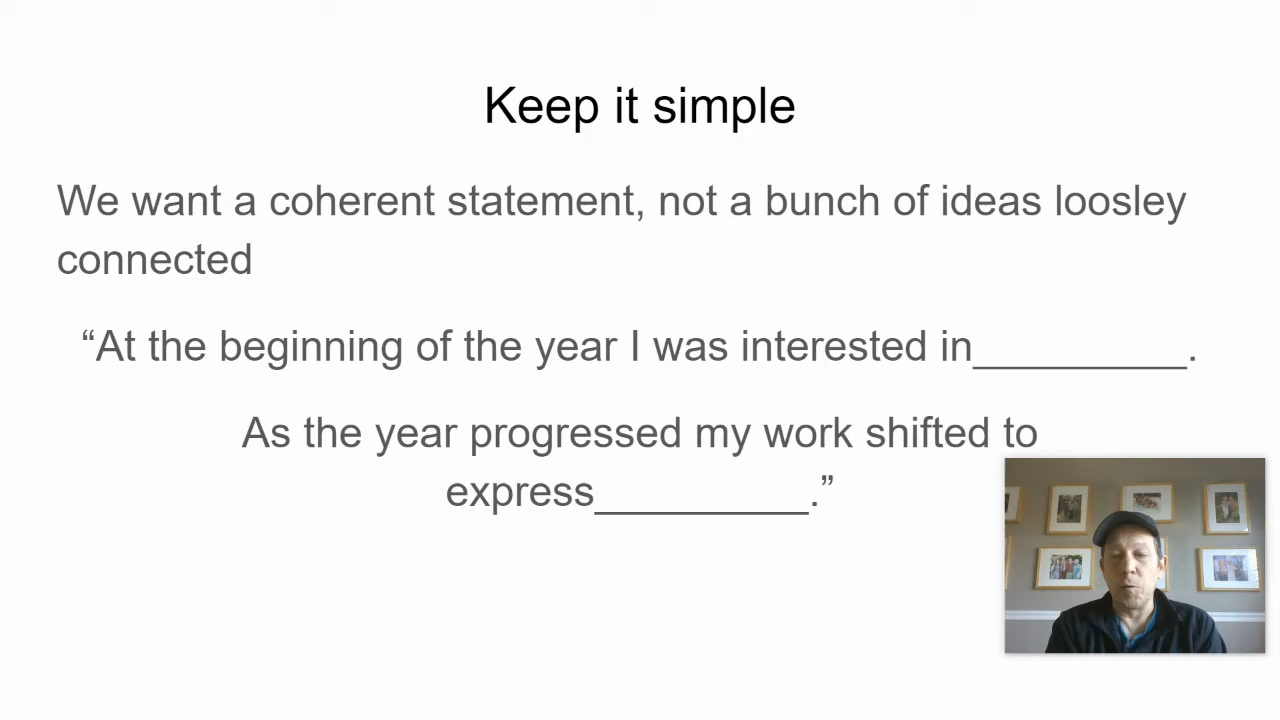 Keep it simple
We want a coherent statement, not a bunch of ideas loosley
connected
“At the beginning of the year I was interested in__________.
As the year progressed my work shifted to
express__________.”